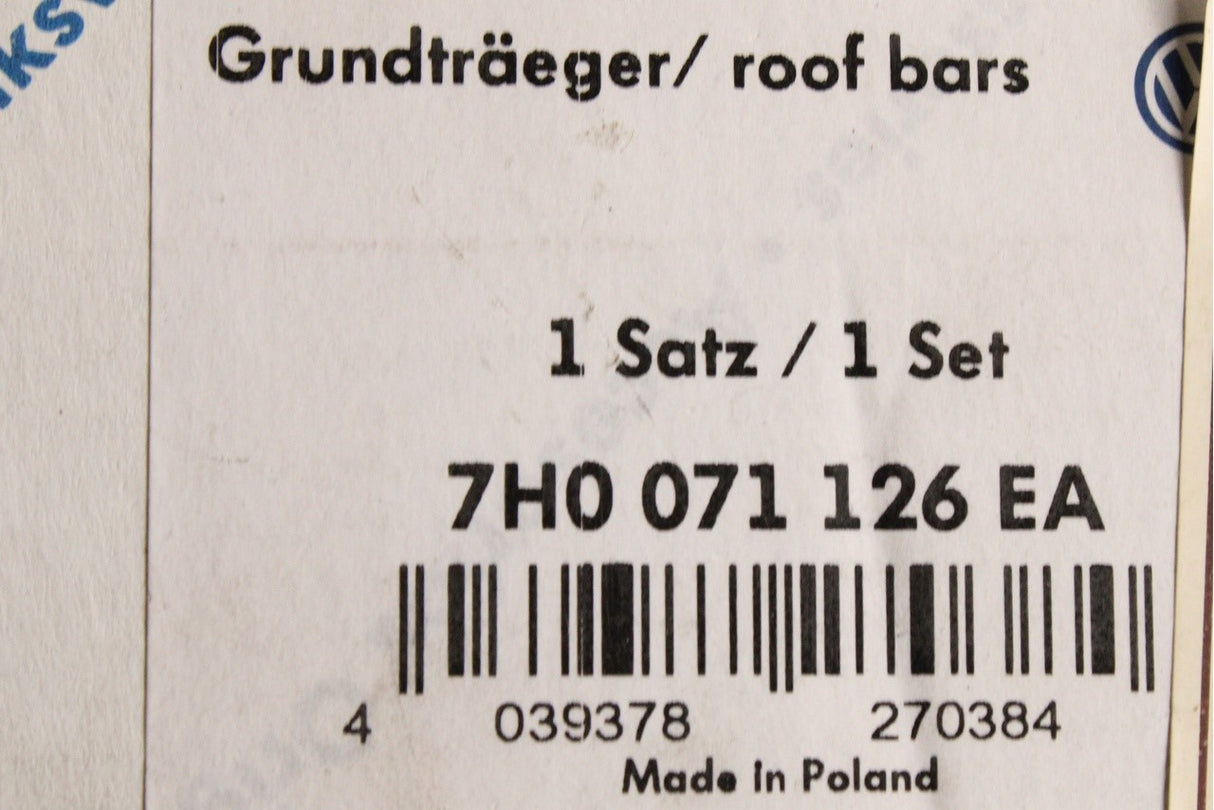 Grundträeger/ roof bars
1 Satz / 1 Set
7H0 071 126 EA
4 039378 270384
Made in Poland